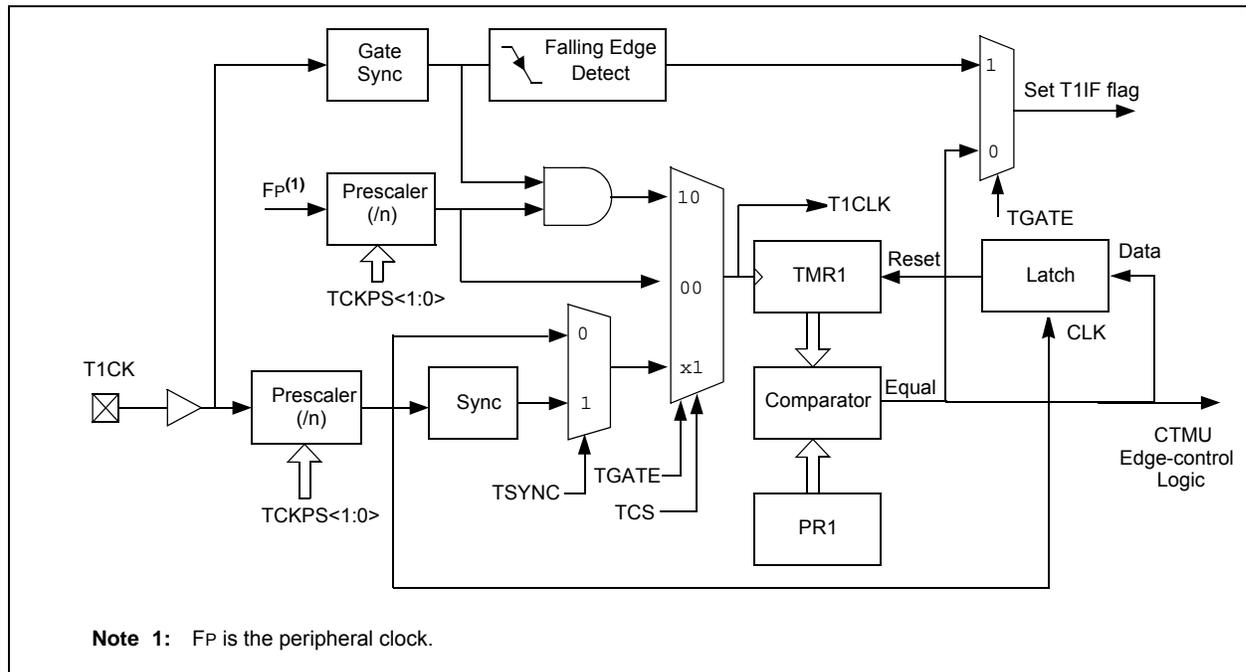 Gate
Sync
Falling Edge
Detect
1
Set T1IF flag
0
TGATE
FP(1)
Prescaler
(/n)
TCKPS<1:0>
10
00
x1
T1CLK
TMR1
Reset
Latch
Data
CLK
T1CK
Prescaler
(/n)
TCKPS<1:0>
Sync
0
1
TSYNC
TGATE
TCS
Comparator
Equal
PR1
CTMU
Edge-control
Logic
Note 1: FP is the peripheral clock.